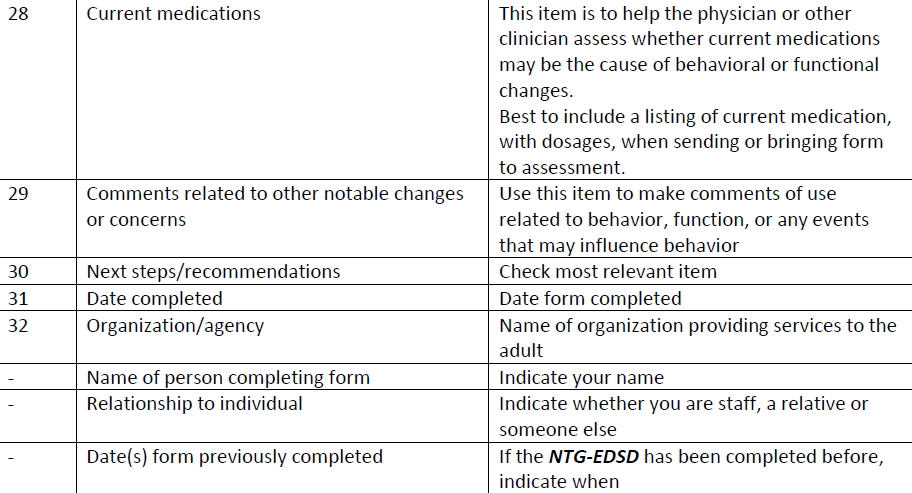 28 Current medications This item is to help the physician or other
clinician assess whether current medications
may be the cause of behavioral or functional
changes.
Best to include a listing of current medication,
with dosages, when sending or bringing form
to assessment.
29 Comments related to other notable changes Use this item to make comments of use
or concerns related to behavior, function, or any events
that may influence behavior
30 Next steps/recommendations Check most relevant item
31 Date completed Date form completed
32 Organization/agency Name of organization providing services to the
adult
- Name of person completing form Indicate your name
- Relationship to individual Indicate whether you are staff, a relative or
someone else
- Date(s) form previously completed If the NTG-EDSD has been completed before,
indicate when